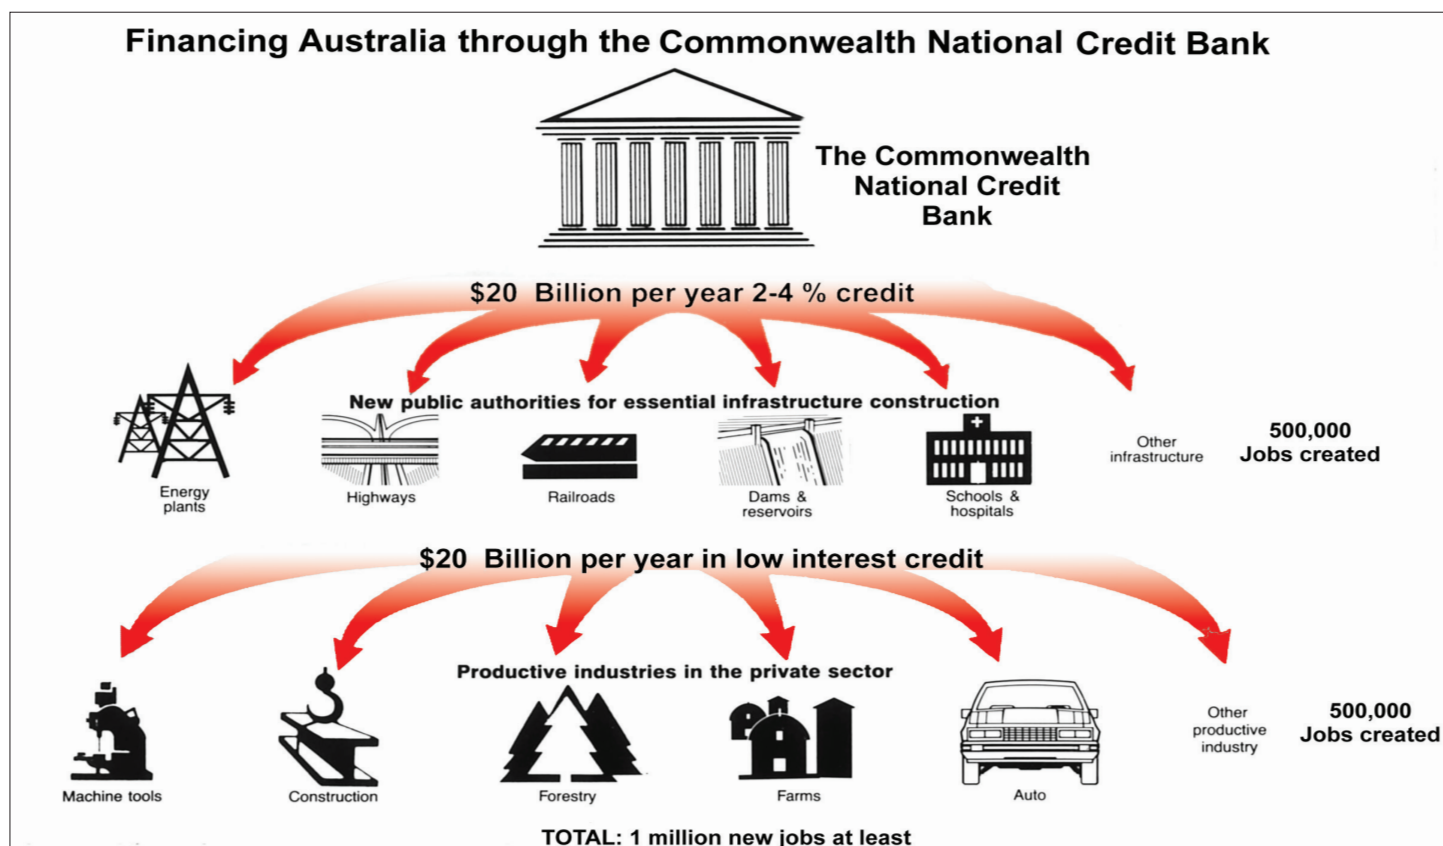 Financing Australia through the Commonwealth National Credit Bank
The Commonwealth
National Credit
Bank
$20 Billion per year 2-4 % credit
New public authorities for essential infrastructure construction
Energy
plants
Highways
Railroads
Dams &
reservoirs
Schools &
hospitals
Other
infrastructure
500,000
Jobs created
$20 Billion per year in low interest credit
Productive industries in the private sector
Machine tools
Construction
Forestry
Farms
Auto
Other
productive
industry
500,000
Jobs created
TOTAL: 1 million new jobs at least